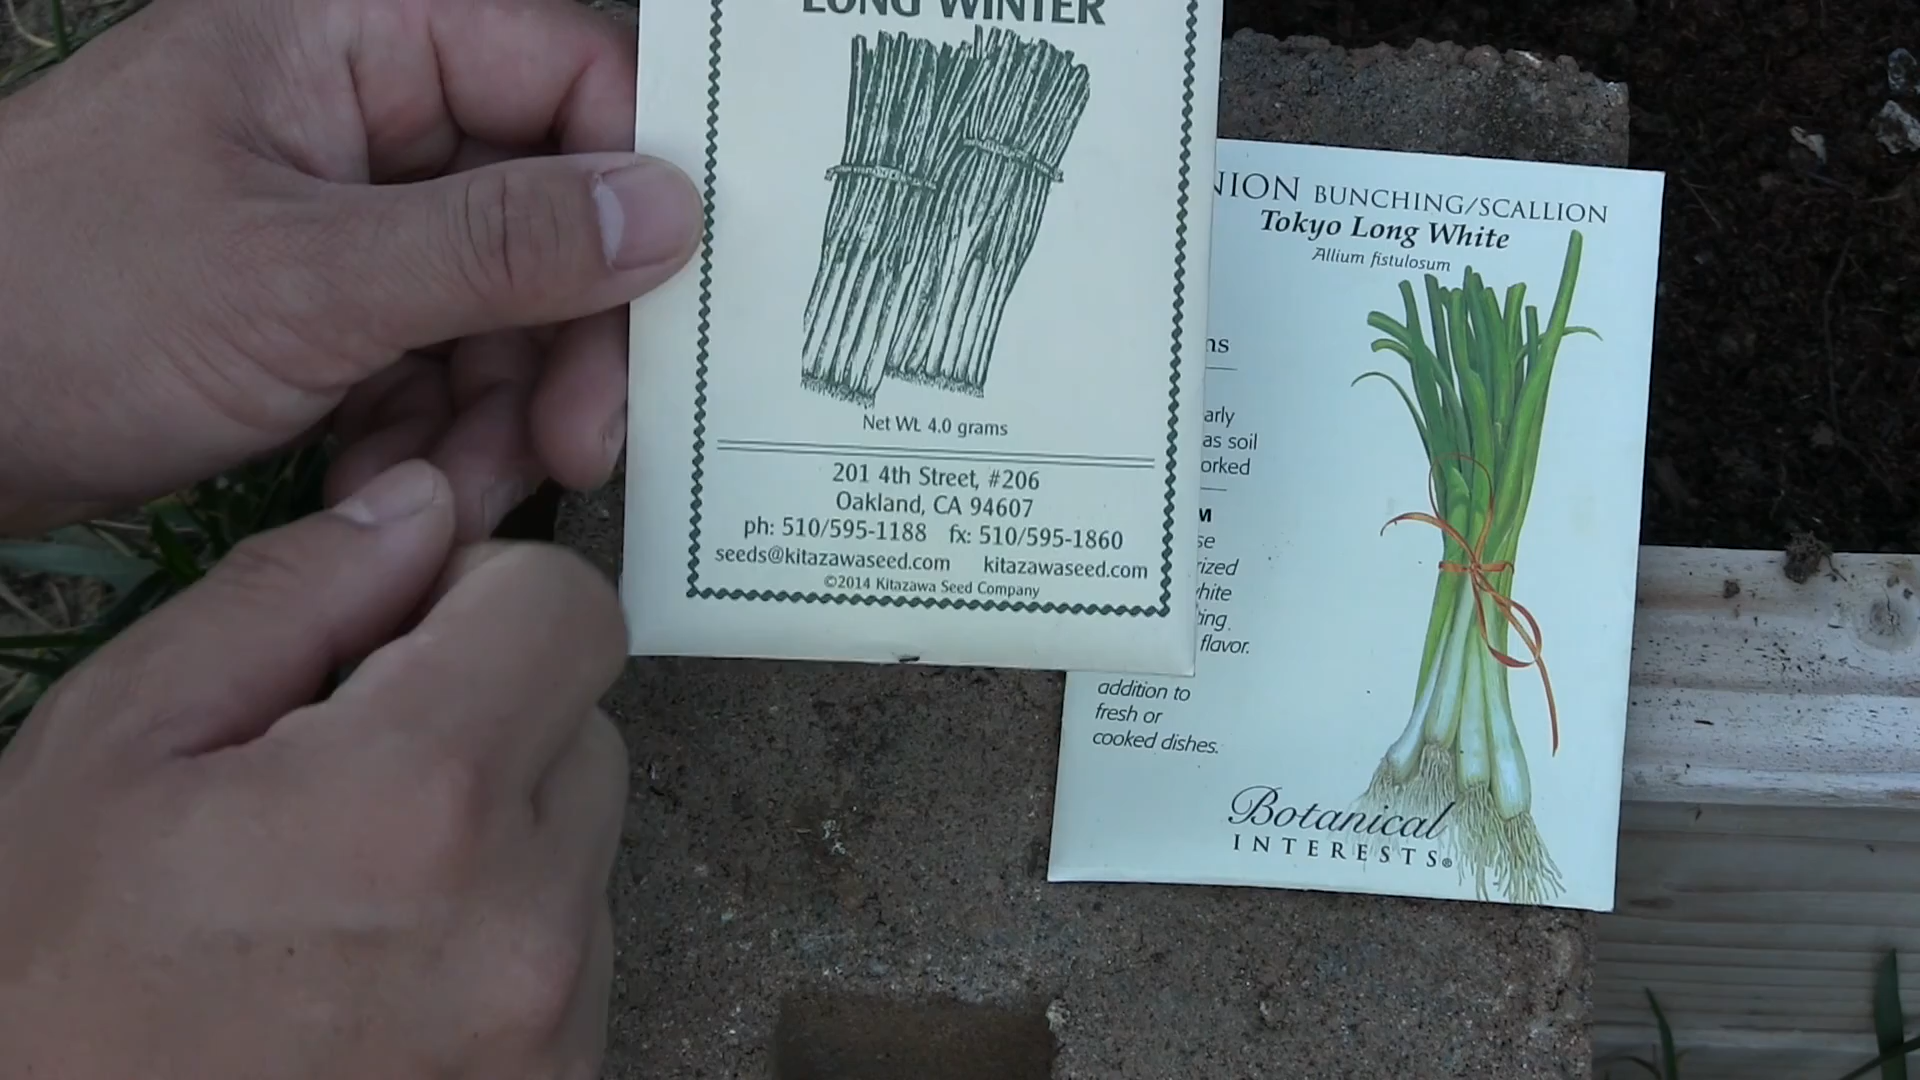 LONG WINTER
Net Wt. 4.0 grams
201 4th Street, #206
Oakland, CA 94607
ph: 510/595-1188 fx: 510/595-1860
seeds@kitazawaseed.com kitazawaseed.com
©2014 Kitazawa Seed Company
NION BUNCHING/SCALLION
Tokyo Long White
Allium fistulosum
ns
arly
as soil
orked
M
se
rized
hite
ing
flavor.
addition to
fresh or
cooked dishes.
Botanical
INTERESTS®